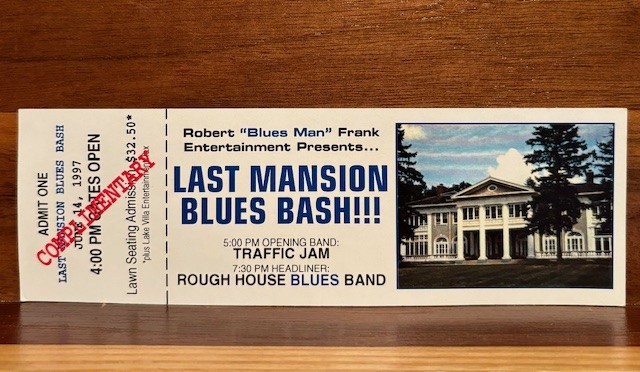 ADMIT ONE
LAST MANSION BLUES BASH
JUNE 14, 1997
4:00 PM GATES OPEN
COMPLIMENTARY
Lawn Seating Admission $32.50*
*plus Lake Villa Entertainment Tax
Robert "Blues Man" Frank
Entertainment Presents...
LAST MANSION
BLUES BASH!!!
5:00 PM OPENING BAND:
TRAFFIC JAM
7:30 PM HEADLINER:
ROUGH HOUSE BLUES BAND